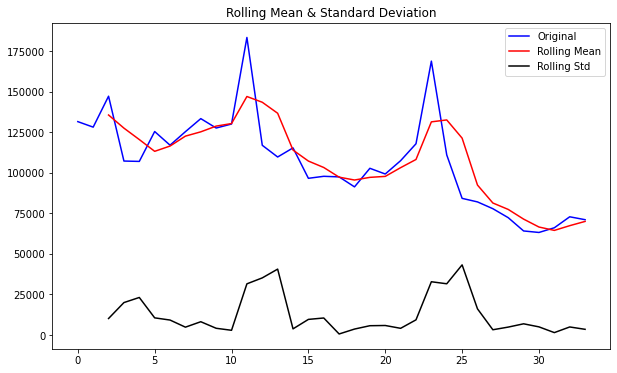 Rolling Mean & Standard Deviation
Original
Rolling Mean
Rolling Std
175000
150000
125000
100000
75000
50000
25000
0
0 5 10 15 20 25 30